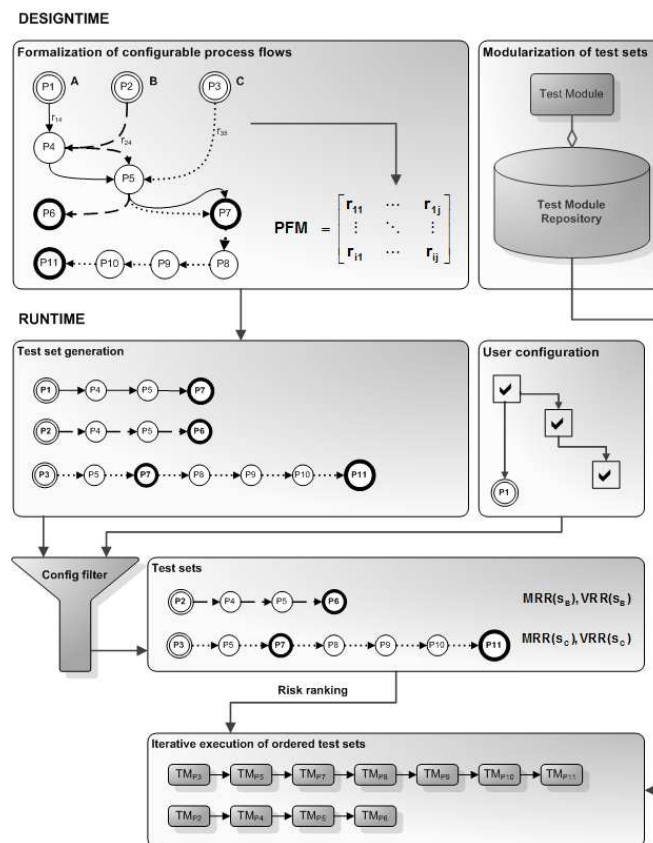 DESIGNTIME
Formalization of configurable process flows
P1 A P2 B P3 C
r14
r24
r35
P4
P5
P6
P7
P11 P10 P9 P8
PFM = [ r11 ... r1j
⋮ ⋱ ⋮
ri1 ... rij ]
Modularization of test sets
Test Module
Test Module
Repository
RUNTIME
Test set generation
P1 P4 P5 P7
P2 P4 P5 P6
P3 P5 P7 P8 P9 P10 P11
User configuration
P1
Config filter
Test sets
P2 P4 P5 P6 MRR(sB),VRR(sB)
P3 P5 P7 P8 P9 P10 P11 MRR(sC),VRR(sC)
Risk ranking
Iterative execution of ordered test sets
TMP3 TMP5 TMP7 TMP8 TMP9 TMP10 TMP11
TMP2 TMP4 TMP5 TMP6